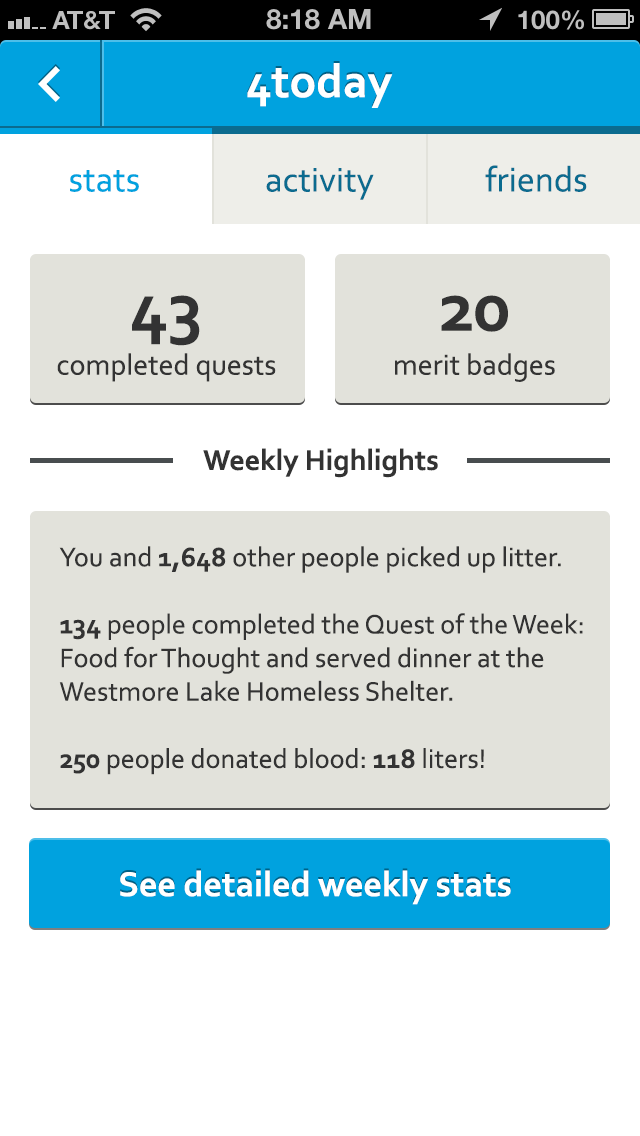 AT&T 8:18 AM 100%
4today
stats activity friends
43 20
completed quests merit badges
Weekly Highlights
You and 1,648 other people picked up litter.
134 people completed the Quest of the Week:
Food for Thought and served dinner at the
Westmore Lake Homeless Shelter.
250 people donated blood: 118 liters!
See detailed weekly stats